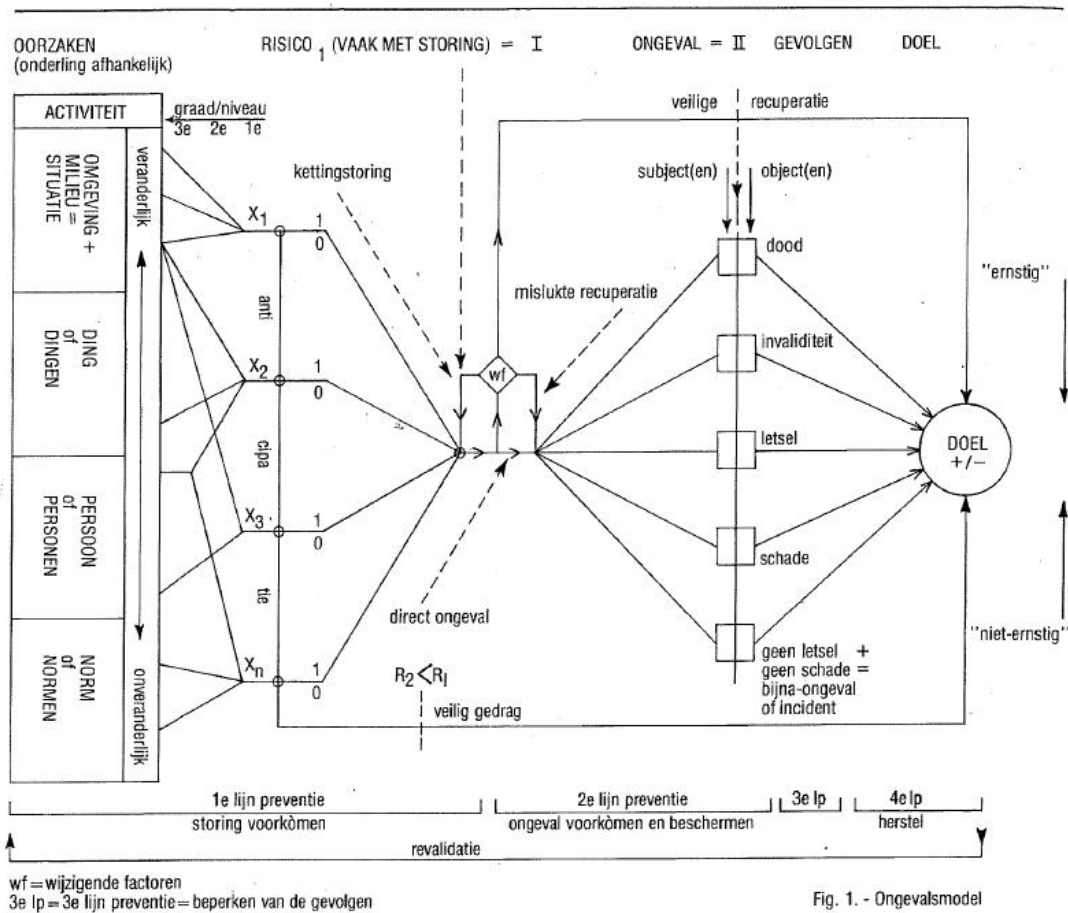 OORZAKEN
(onderling afhankelijk)
RISICO 1 (VAAK MET STORING) = I
ONGEVAL = II
GEVOLGEN
DOEL
ACTIVITEIT
graad/niveau
3e 2e 1e
OMGEVING +
MILIEU =
SITUATIE
DING
of
DINGEN
PERSOON
of
PERSONEN
NORM
of
NORMEN
veranderlijk
onveranderlijk
X1
1
0
anti
X2
1
0
cipa
X3
1
0
tie
Xn
1
0
kettingstoring
wf
mislukte recuperatie
direct ongeval
R2<R1
veilig gedrag
veilige
recuperatie
subject(en)
object(en)
dood
invaliditeit
letsel
schade
geen letsel +
geen schade =
bijna-ongeval
of incident
"ernstig"
DOEL
+/−
"niet-ernstig"
1e lijn preventie
storing voorkòmen
2e lijn preventie
ongeval voorkòmen en beschermen
3e lp
4e lp
herstel
revalidatie
wf = wijzigende factoren
3e lp = 3e lijn preventie = beperken van de gevolgen
Fig. 1. - Ongevalsmodel